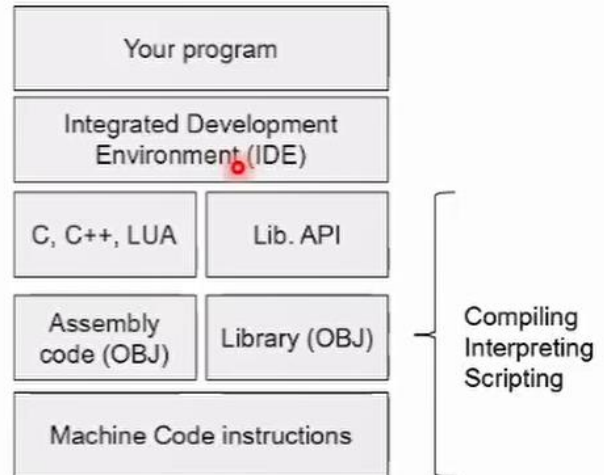 Your program
Integrated Development
Environment (IDE)
C, C++, LUA
Lib. API
Assembly
code (OBJ)
Library (OBJ)
Machine Code instructions
Compiling
Interpreting
Scripting